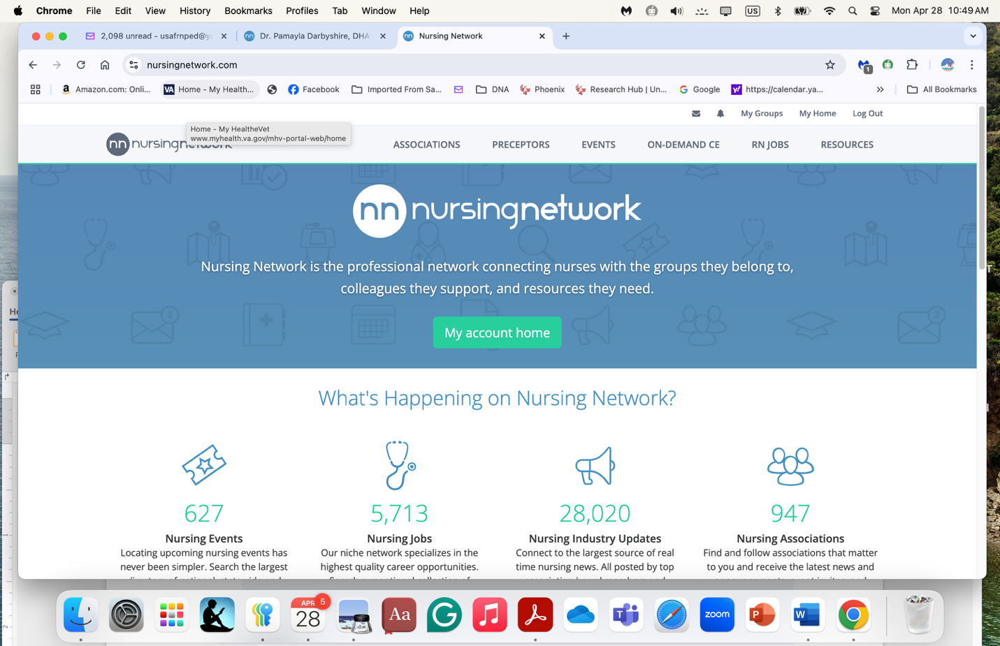 Chrome File Edit View History Bookmarks Profiles Tab Window Help US Mon Apr 28 10:49 AM
2,098 unread - usafrnped@y
Dr. Pamayla Darbyshire, DHA
Nursing Network
nursingnetwork.com
1
a Amazon.com: Onli...
VA Home - My Health...
Facebook
Imported From Sa...
DNA
Phoenix
Research Hub | Un...
G Google
y! https://calendar.ya...
All Bookmarks
My Groups My Home Log Out
Home - My HealtheVet
www.myhealth.va.gov/mhv-portal-web/home
nn nursingnetwork
ASSOCIATIONS PRECEPTORS EVENTS ON-DEMAND CE RN JOBS RESOURCES
nn nursingnetwork
Nursing Network is the professional network connecting nurses with the groups they belong to,
colleagues they support, and resources they need.
2
2
My account home
What's Happening on Nursing Network?
627
Nursing Events
Locating upcoming nursing events has
never been simpler. Search the largest
5,713
Nursing Jobs
Our niche network specializes in the
highest quality career opportunities.
28,020
Nursing Industry Updates
Connect to the largest source of real
time nursing news. All posted by top
947
Nursing Associations
Find and follow associations that matter
to you and receive the latest news and
APR 5
28
Aa
G
T
zoom
P
W